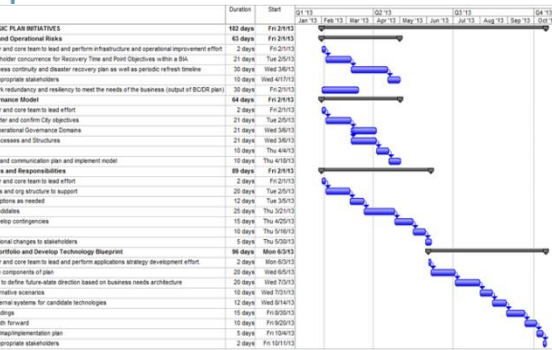 Duration Start Q1 '13 Q2 '13 Q3 '13 Q4 '13
Jan '13 Feb '13 Mar '13 Apr '13 May '13 Jun '13 Jul '13 Aug '13 Sep '13 Oct
GIC PLAN INITIATIVES 182 days Fri 2/1/13
nd Operational Risks 63 days Fri 2/1/13
r and core team to lead and perform infrastructure and operational improvement effort 2 days Fri 2/1/13
holder concurrence for Recovery Time and Point Objectives within a BIA 21 days Tue 2/5/13
ess continuity and disaster recovery plan as well as periodic refresh timeline 30 days Wed 3/6/13
propriate stakeholders 10 days Wed 4/17/13
rk redundancy and resiliency to meet the needs of the business (output of BC/DR plan) 30 days Fri 2/1/13
rnance Model 64 days Fri 2/1/13
r and core team to lead effort 2 days Fri 2/1/13
ter and confirm City objectives 21 days Tue 2/5/13
erational Governance Domains 21 days Wed 3/6/13
cesses and Structures 21 days Wed 3/6/13
10 days Thu 4/4/13
and communication plan and implement model 10 days Thu 4/18/13
s and Responsibilities 89 days Fri 2/1/13
r and core team to lead effort 2 days Fri 2/1/13
s and org structure to support 20 days Tue 2/5/13
ptions as needed 12 days Tue 3/5/13
didates 25 days Thu 3/21/13
elop contingencies 15 days Thu 4/25/13
10 days Thu 5/16/13
ional changes to stakeholders 5 days Thu 5/30/13
ortfolio and Develop Technology Blueprint 96 days Mon 6/3/13
r and core team to lead and perform applications strategy development effort. 2 days Mon 6/3/13
components of plan 20 days Wed 6/5/13
to define future-state direction based on business needs architecture 20 days Wed 7/3/13
rnative scenarios 10 days Wed 7/31/13
ernal systems for candidate technologies 12 days Wed 8/14/13
dings 15 days Fri 8/30/13
th forward 10 days Fri 9/20/13
map/implementation plan 5 days Fri 10/4/13
propriate stakeholders 2 days Fri 10/11/13